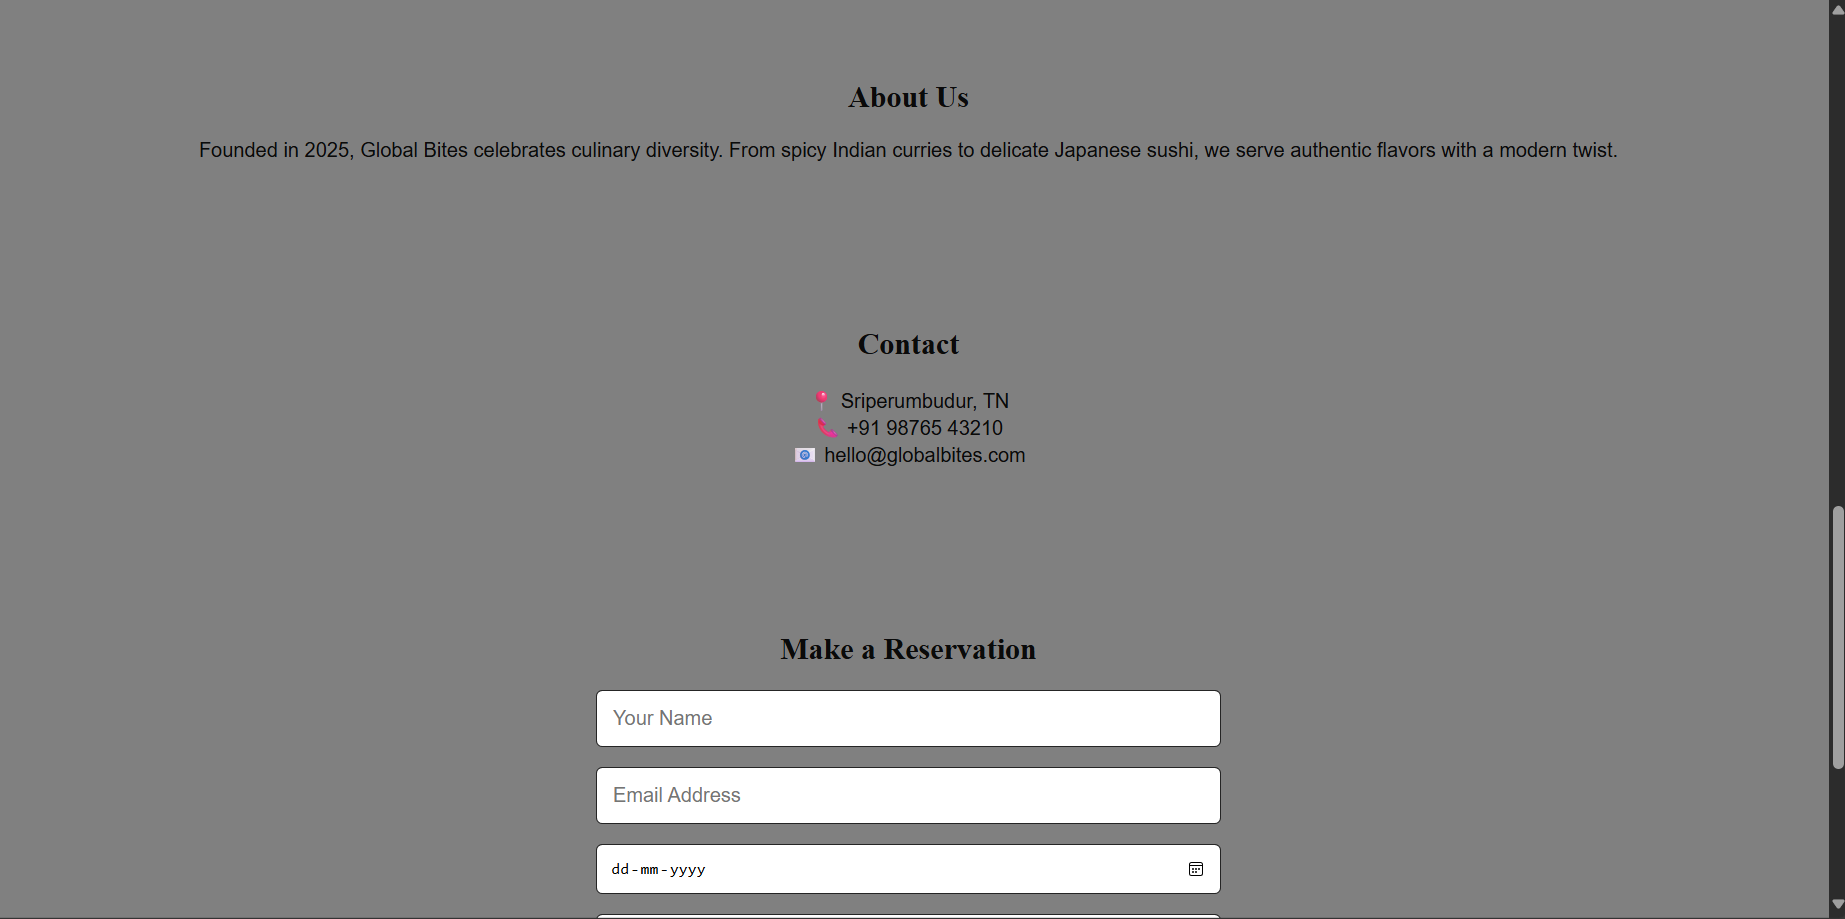 About Us
Founded in 2025, Global Bites celebrates culinary diversity. From spicy Indian curries to delicate Japanese sushi, we serve authentic flavors with a modern twist.
Contact
📍 Sriperumbudur, TN
📞 +91 98765 43210
📧 hello@globalbites.com
Make a Reservation
Your Name
Email Address
dd-mm-yyyy